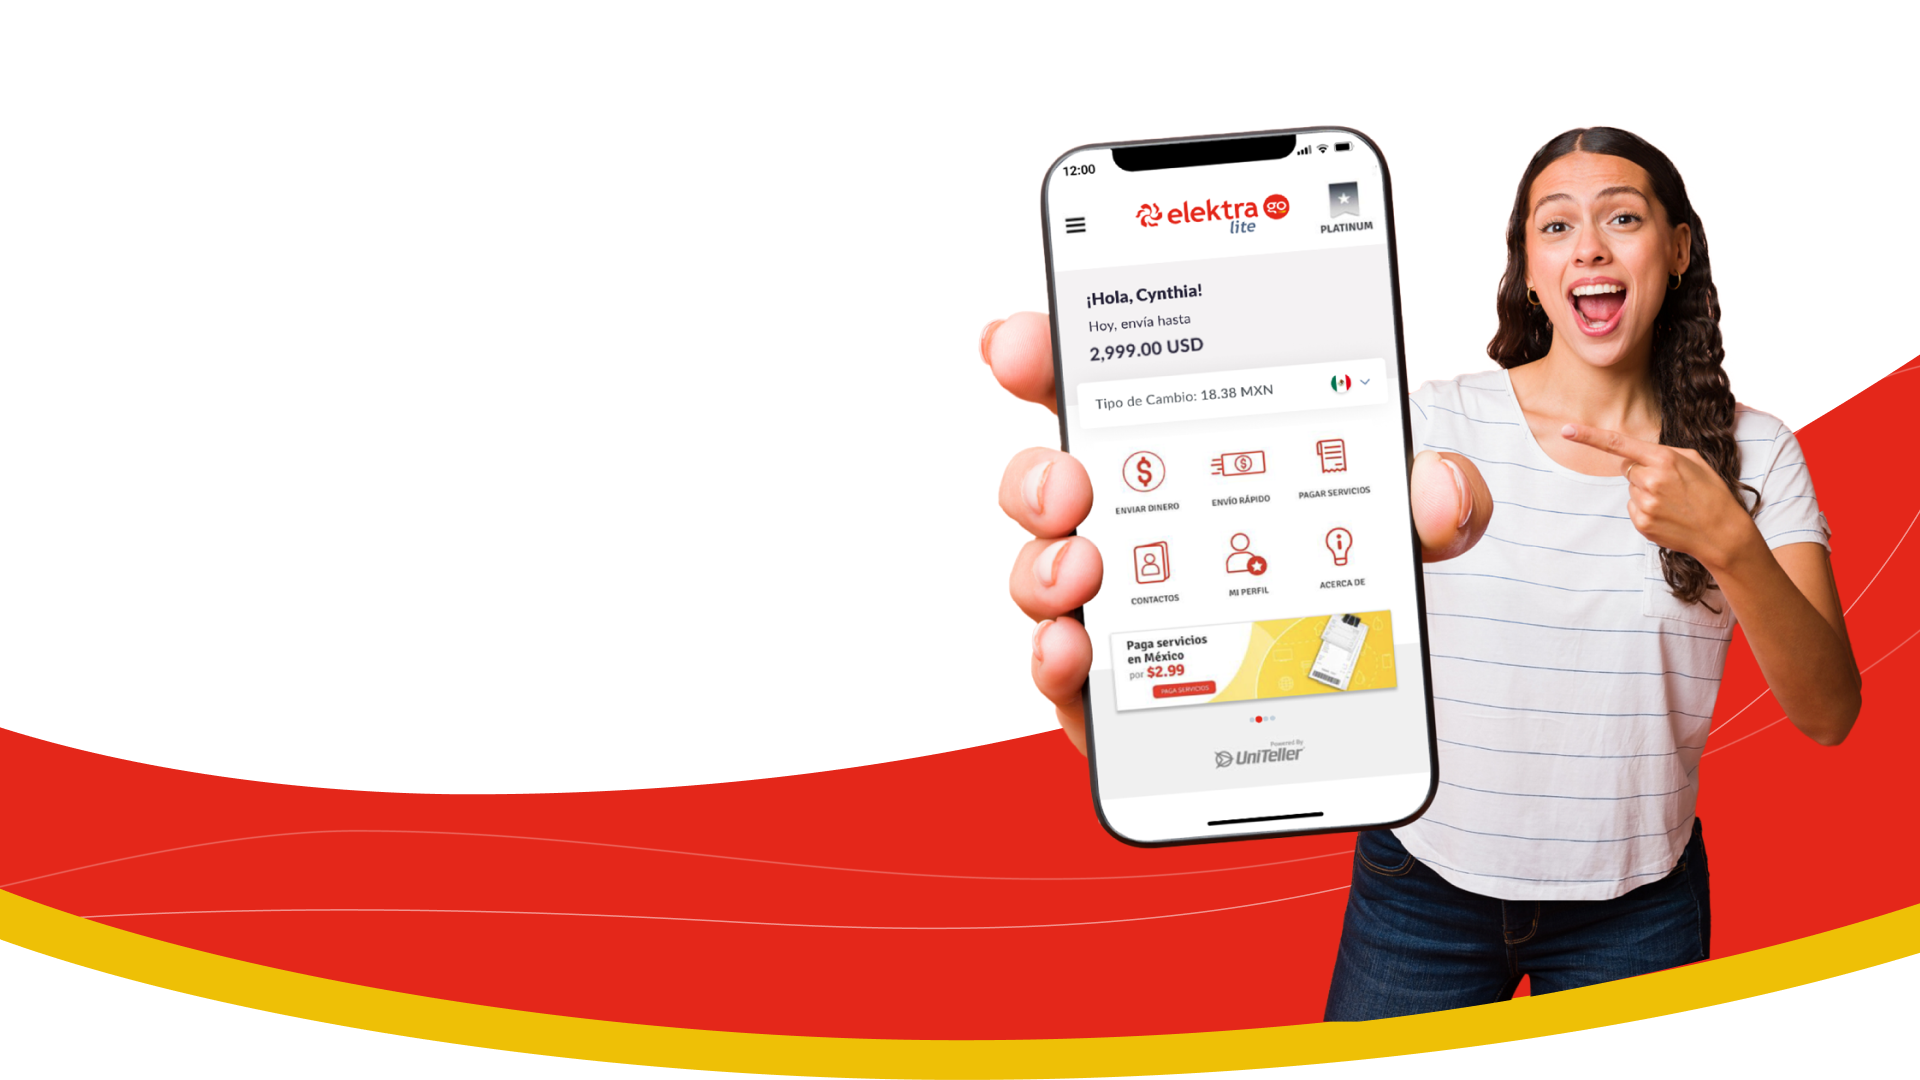 12:00
elektra go
lite
PLATINUM
¡Hola, Cynthia!
Hoy, envía hasta
2,999.00 USD
Tipo de Cambio: 18.38 MXN
ENVIAR DINERO
ENVÍO RÁPIDO
PAGAR SERVICIOS
CONTACTOS
MI PERFIL
ACERCA DE
Paga servicios
en México
por $2.99
PAGA SERVICIOS
Powered By
UniTeller